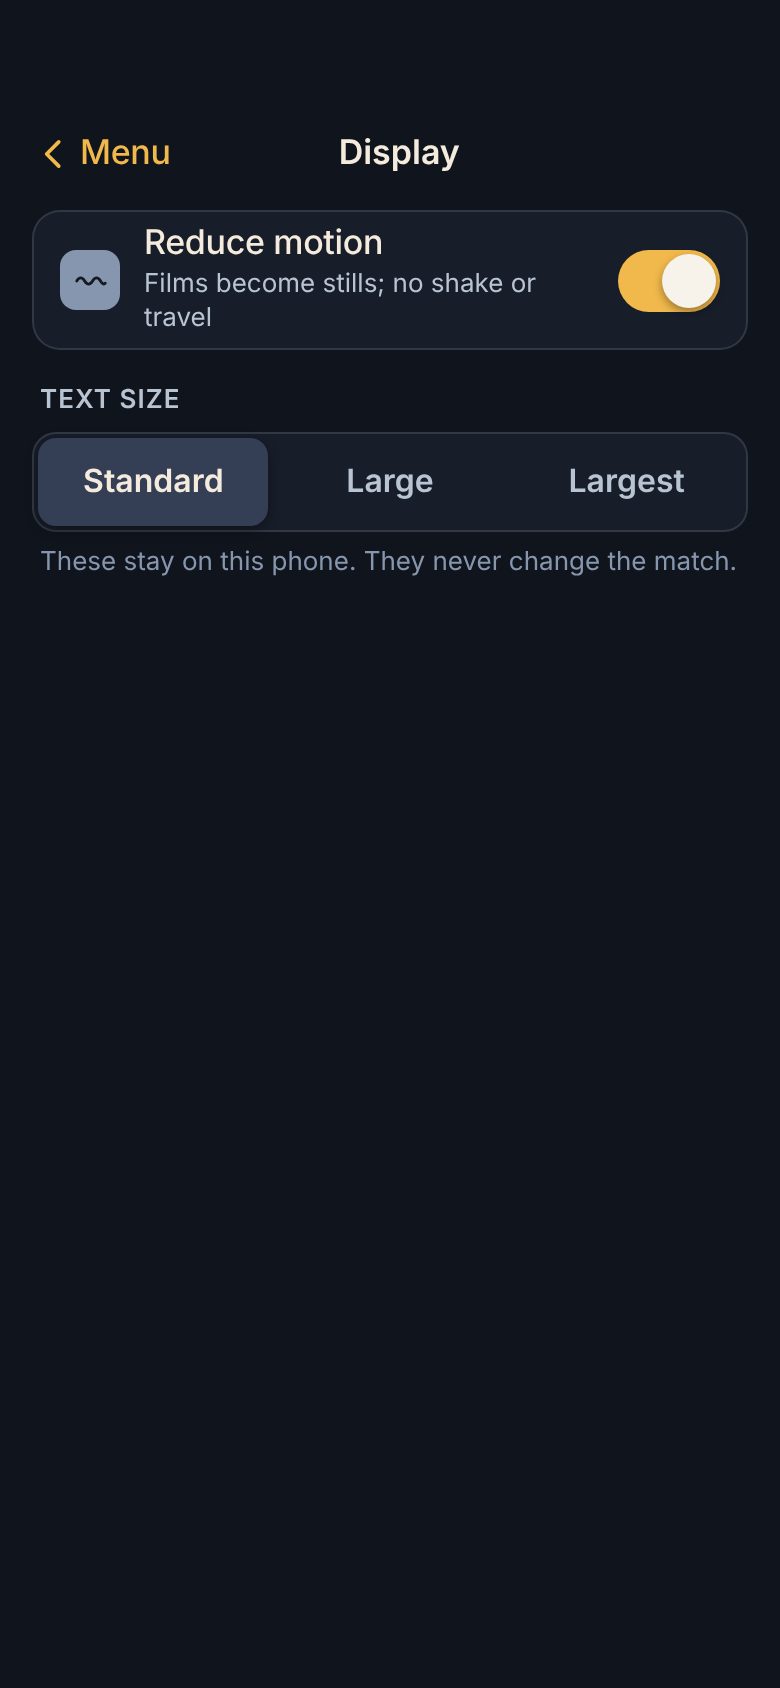 Menu
Display
Reduce motion
Films become stills; no shake or
travel
TEXT SIZE
Standard
Large
Largest
These stay on this phone. They never change the match.